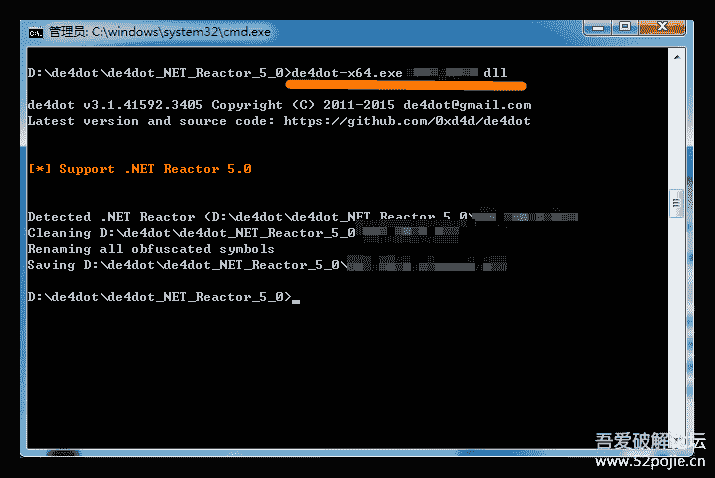 管理员: C:\windows\system32\cmd.exe
D:\de4dot\de4dot_NET_Reactor_5_0>de4dot-x64.exe dll
de4dot v3.1.41592.3405 Copyright (C) 2011-2015 de4dot@gmail.com
Latest version and source code: https://github.com/0xd4d/de4dot
[*] Support .NET Reactor 5.0
Detected .NET Reactor (D:\de4dot\de4dot_NET_Reactor_5_0\
Cleaning D:\de4dot\de4dot_NET_Reactor_5_0
Renaming all obfuscated symbols
Saving D:\de4dot\de4dot_NET_Reactor_5_0\
D:\de4dot\de4dot_NET_Reactor_5_0>_
吾爱破解论坛
www.52pojie.cn